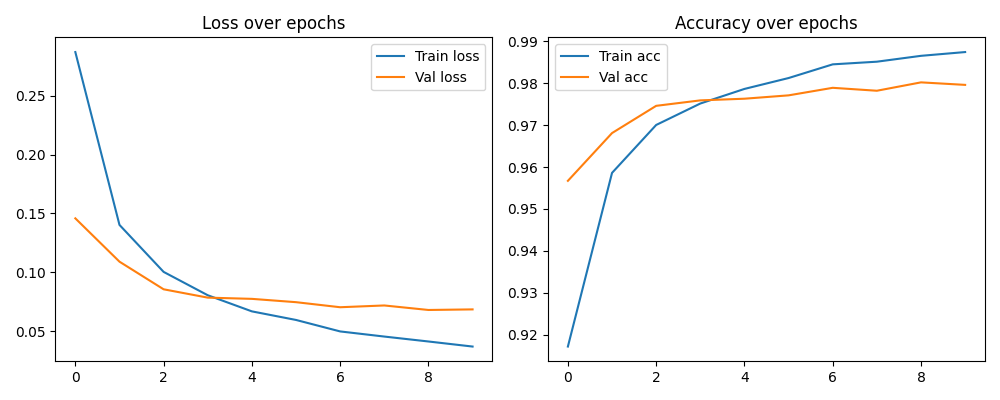 Loss over epochs
Train loss
Val loss
0.25
0.20
0.15
0.10
0.05
0 2 4 6 8
Accuracy over epochs
Train acc
Val acc
0.99
0.98
0.97
0.96
0.95
0.94
0.93
0.92
0 2 4 6 8